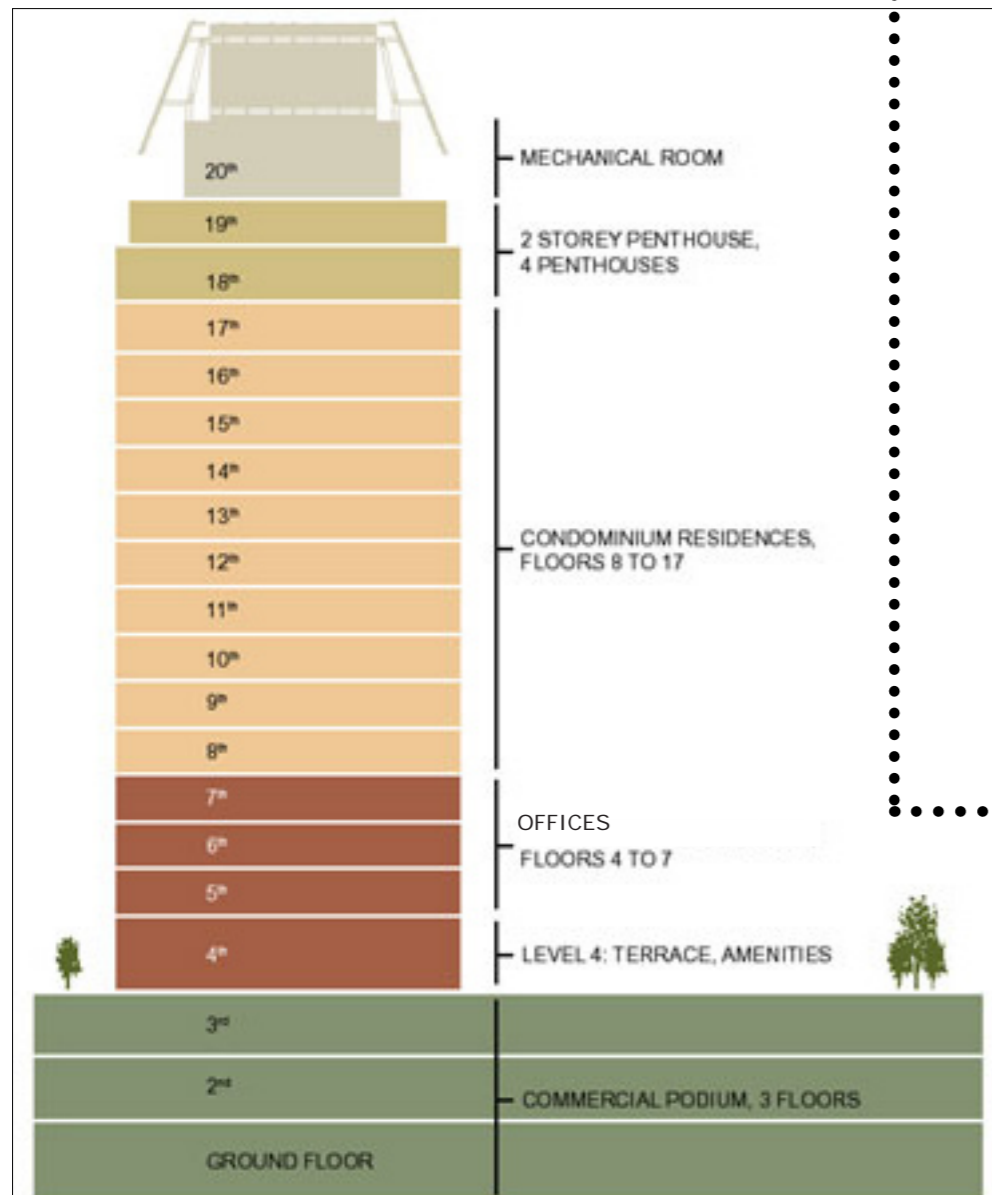 20th
MECHANICAL ROOM
19th
2 STOREY PENTHOUSE,
4 PENTHOUSES
18th
17th
16th
15th
14th
13th
12th
CONDOMINIUM RESIDENCES,
FLOORS 8 TO 17
11th
10th
9th
8th
7th
OFFICES
FLOORS 4 TO 7
6th
5th
4th
LEVEL 4: TERRACE, AMENITIES
3rd
2nd
COMMERCIAL PODIUM, 3 FLOORS
GROUND FLOOR